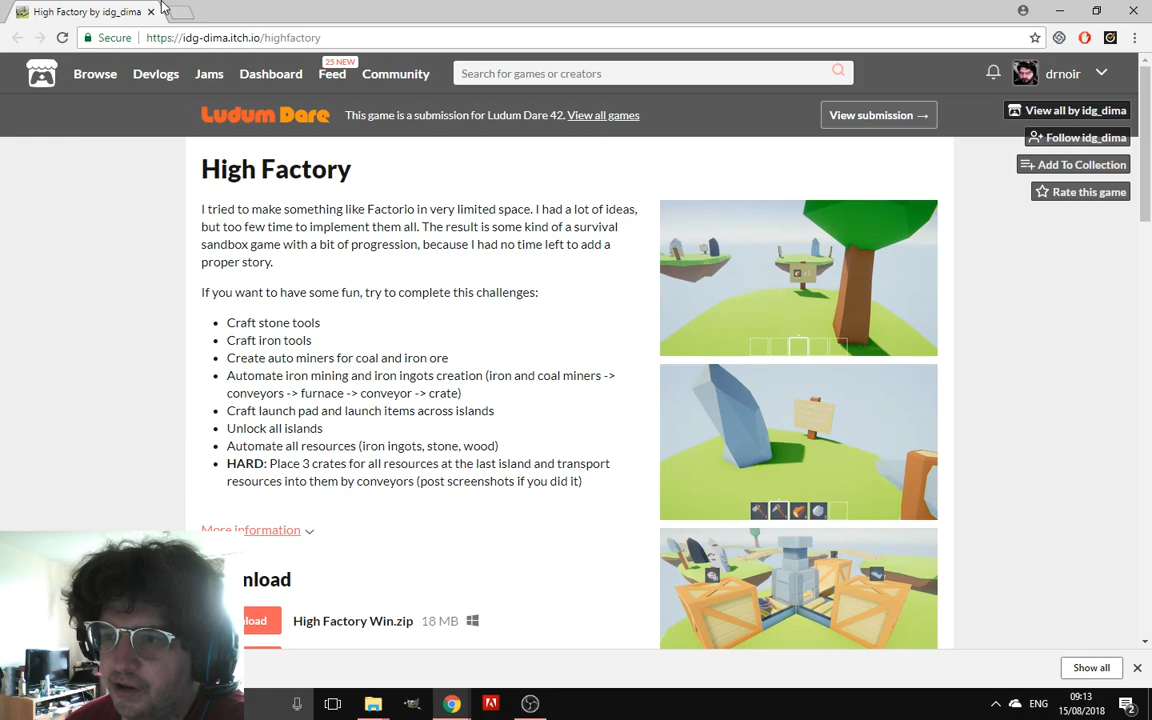 High Factory by idg_dima
Secure https://idg-dima.itch.io/highfactory
25 NEW
Browse Devlogs Jams Dashboard Feed Community Search for games or creators drnoir
LUDUM DARE This game is a submission for Ludum Dare 42. View all games View submission →
View all by idg_dima
Follow idg_dima
Add To Collection
Rate this game
High Factory
I tried to make something like Factorio in very limited space. I had a lot of ideas,
but too few time to implement them all. The result is some kind of a survival
sandbox game with a bit of progression, because I had no time left to add a
proper story.
If you want to have some fun, try to complete this challenges:
• Craft stone tools
• Craft iron tools
• Create auto miners for coal and iron ore
• Automate iron mining and iron ingots creation (iron and coal miners ->
conveyors -> furnace -> conveyor -> crate)
• Craft launch pad and launch items across islands
• Unlock all islands
• Automate all resources (iron ingots, stone, wood)
• HARD: Place 3 crates for all resources at the last island and transport
resources into them by conveyors (post screenshots if you did it)
More information
nload
load High Factory Win.zip 18 MB
Show all
ENG
09:13
15/08/2018
2